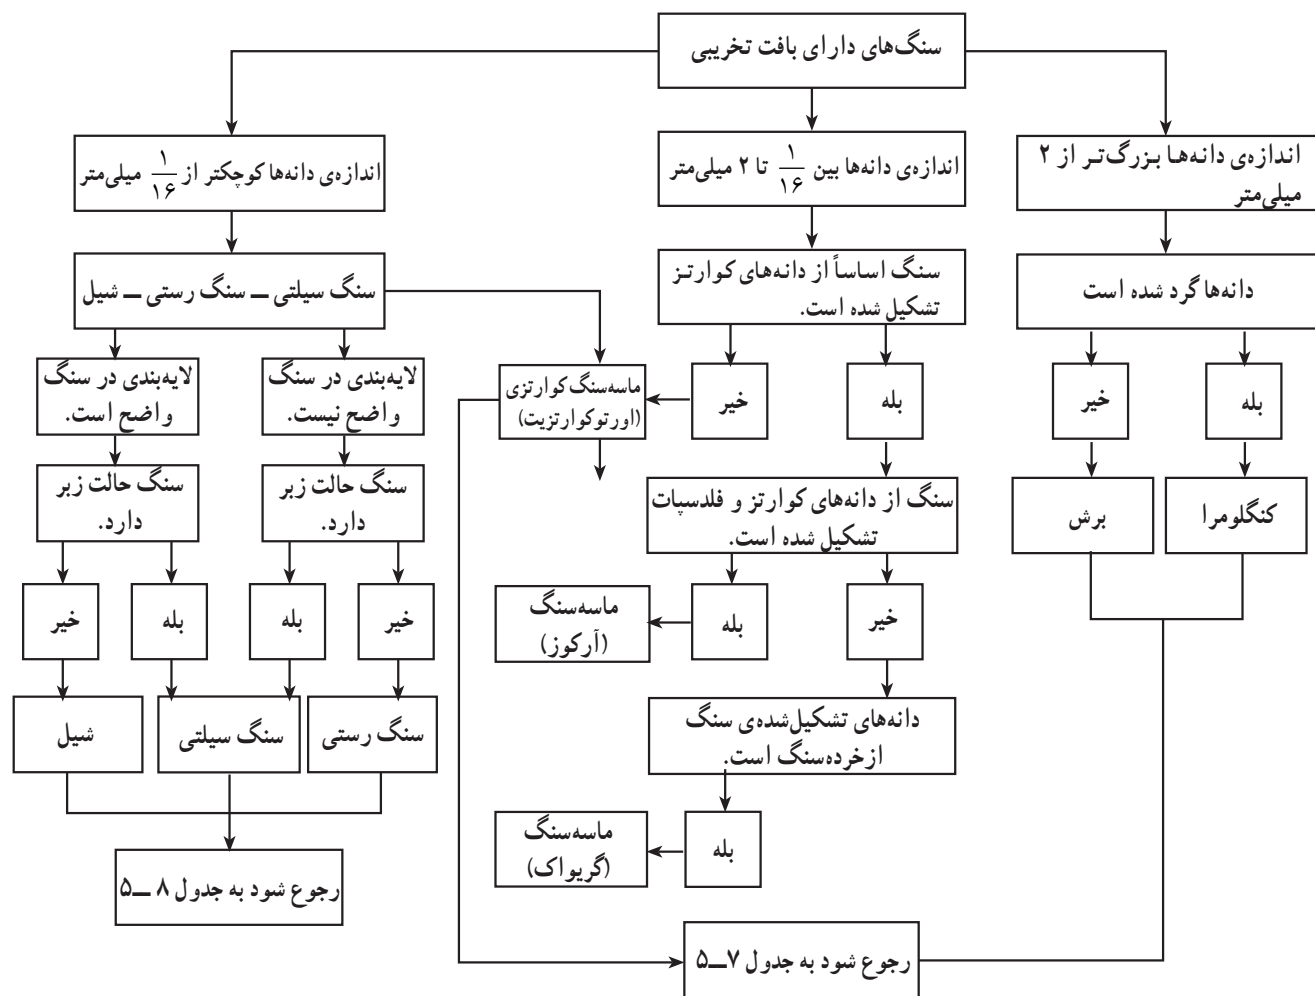 سنگ‌های دارای بافت تخریبی
اندازه‌ی دانه‌ها بزرگ‌تر از ۲
میلی‌متر
اندازه‌ی دانه‌ها بین ۱/۱۶ تا ۲ میلی‌متر
اندازه‌ی دانه‌ها کوچکتر از ۱/۱۶ میلی‌متر
دانه‌ها گرد شده است
سنگ اساساً از دانه‌های کوارتز
تشکیل شده است.
سنگ سیلتی ــ سنگ رستی ــ شیل
بله
خیر
بله
خیر
ماسه‌سنگ کوارتزی
(اورتوکوارتزیت)
لایه‌بندی در سنگ
واضح نیست.
لایه‌بندی در سنگ
واضح است.
کنگلومرا
برش
سنگ از دانه‌های کوارتز و فلدسپات
تشکیل شده است.
سنگ حالت زبر
دارد.
سنگ حالت زبر
دارد.
خیر
بله
ماسه‌سنگ
(آرکوز)
خیر
بله
بله
خیر
دانه‌های تشکیل‌شده‌ی سنگ
ازخرده‌سنگ است.
سنگ رستی
سنگ سیلتی
شیل
بله
ماسه‌سنگ
(گریواک)
رجوع شود به جدول ۸ ــ۵
رجوع شود به جدول ۷ــ۵